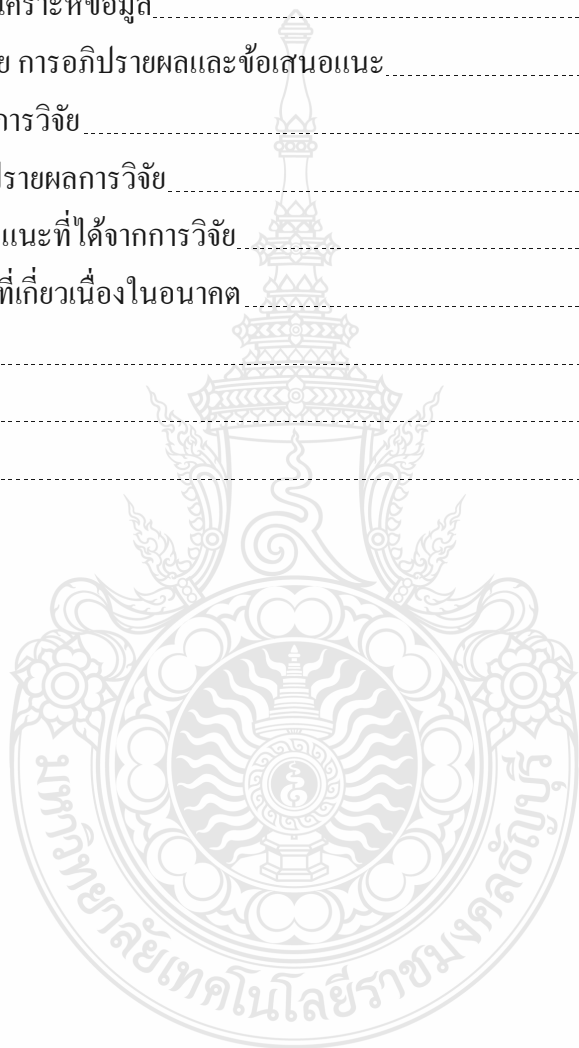 เคราะห์ข้อมูล
ย การอภิปรายผลและข้อเสนอแนะ
การวิจัย
ปรายผลการวิจัย
แนะที่ได้จากการวิจัย
ที่เกี่ยวเนื่องในอนาคต
มหาวิทยาลัยเทคโนโลยีราชมงคลธัญบุรี